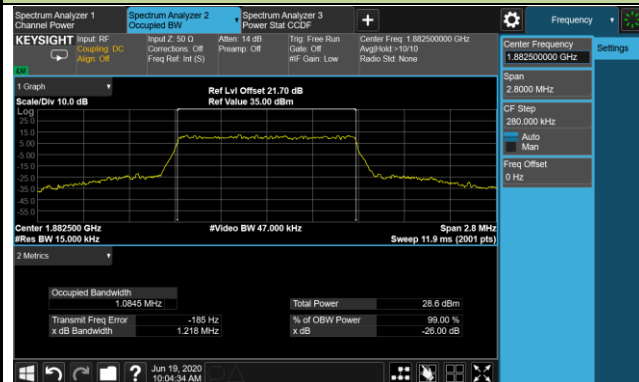 Spectrum Analyzer 1
Channel Power
Spectrum Analyzer 2
Occupied BW
Spectrum Analyzer 3
Power Stat CCDF
Frequency
KEYSIGHT
Input: RF
Coupling: DC
Align: Off
Input Z: 50 Ω
Corrections: Off
Freq Ref: Int (S)
Atten: 14 dB
Preamp: Off
Trig: Free Run
Gate: Off
#IF Gain: Low
Center Freq: 1.882500000 GHz
Avg|Hold:>10/10
Radio Std: None
Center Frequency
1.882500000 GHz
Settings
Span
2.8000 MHz
CF Step
280.000 kHz
Auto
Man
Freq Offset
0 Hz
1 Graph
Scale/Div 10.0 dB
Ref Lvl Offset 21.70 dB
Ref Value 35.00 dBm
Log
25.0
15.0
5.00
-5.00
-15.0
-25.0
-35.0
-45.0
-55.0
Center 1.882500 GHz
#Res BW 15.000 kHz
#Video BW 47.000 kHz
Span 2.8 MHz
Sweep 11.9 ms (2001 pts)
2 Metrics
Occupied Bandwidth
1.0845 MHz
Total Power 28.6 dBm
Transmit Freq Error -185 Hz
% of OBW Power 99.00 %
x dB Bandwidth 1.218 MHz
x dB -26.00 dB
Jun 19, 2020
10:04:34 AM